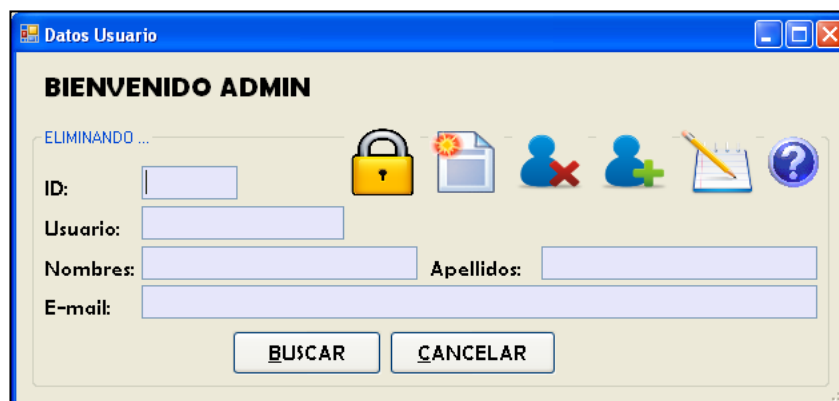 Datos Usuario
BIENVENIDO ADMIN
ELIMINANDO ...
ID:
Usuario:
Nombres: Apellidos:
E-mail:
BUSCAR CANCELAR